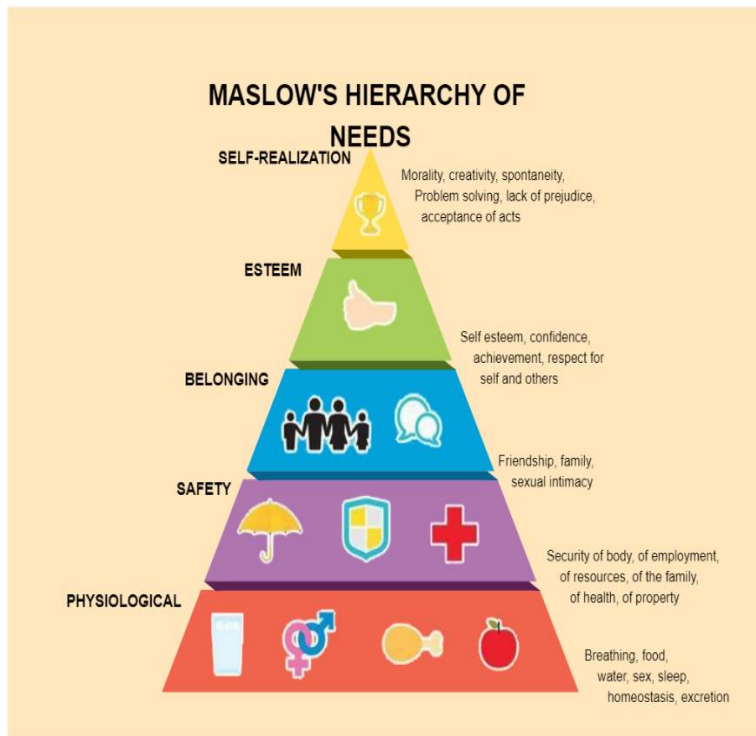 MASLOW'S HIERARCHY OF
NEEDS
SELF-REALIZATION
Morality, creativity, spontaneity,
Problem solving, lack of prejudice,
acceptance of acts
ESTEEM
Self esteem, confidence,
achievement, respect for
self and others
BELONGING
Friendship, family,
sexual intimacy
SAFETY
Security of body, of employment,
of resources, of the family,
of health, of property
PHYSIOLOGICAL
Breathing, food,
water, sex, sleep,
homeostasis, excretion